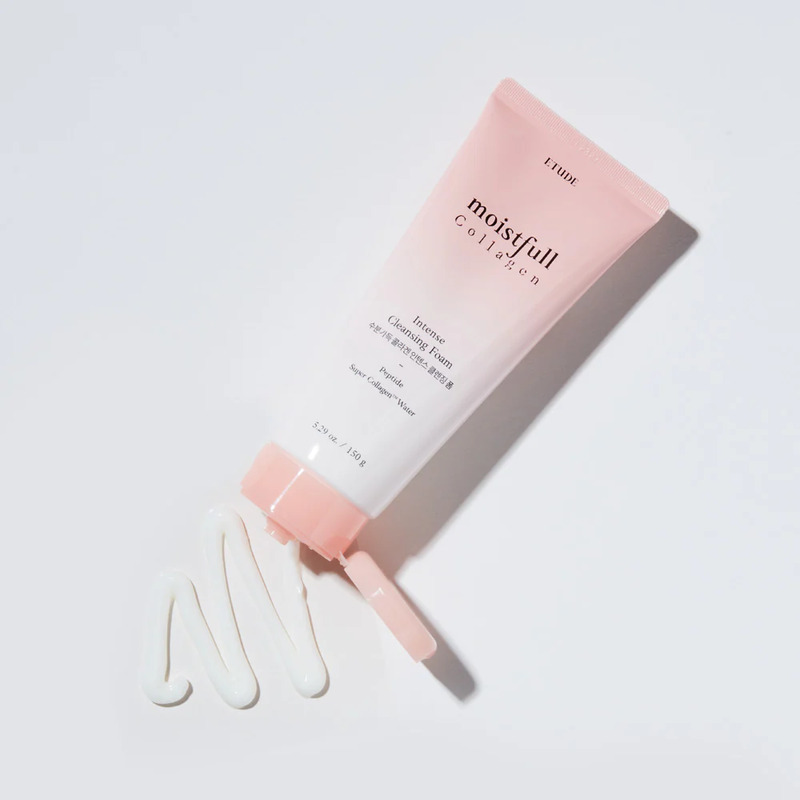 ETUDE
moistfull
Collagen
Intense
Cleansing Foam
수분가득 콜라겐 인텐스 클렌징 폼
-
Peptide
Super Collagen™ Water
5.29 oz. / 150 g